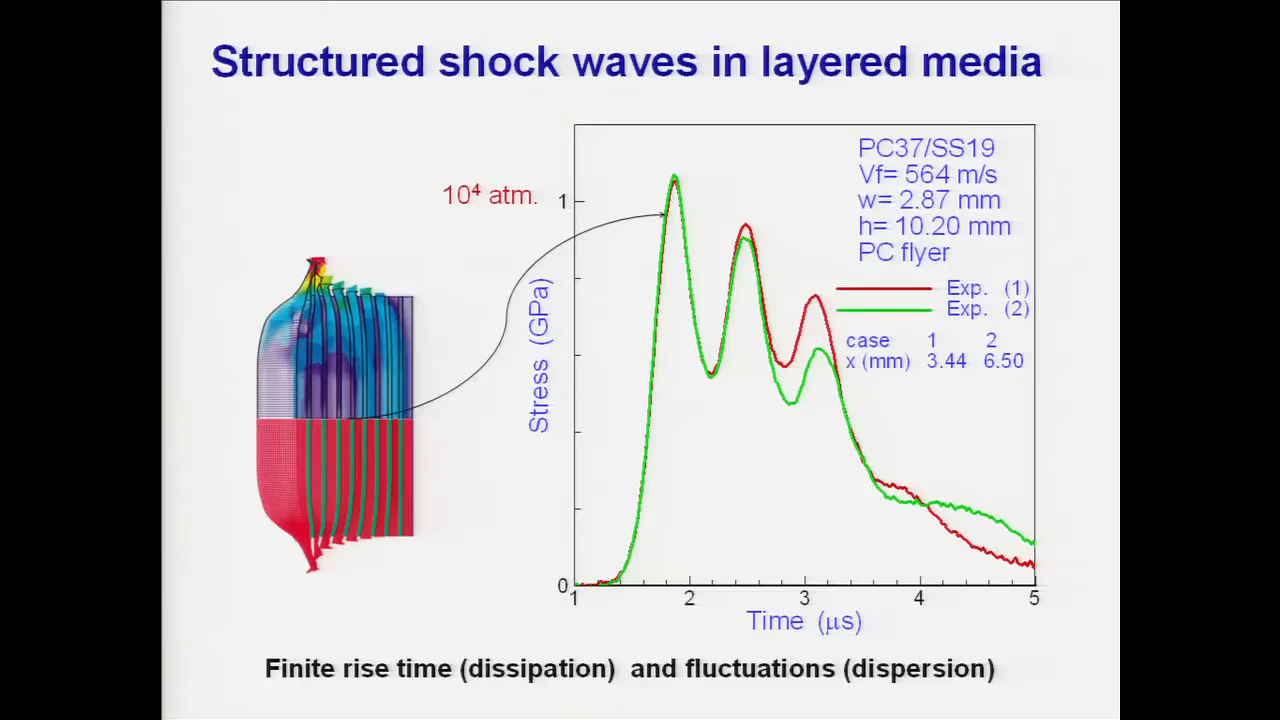 Structured shock waves in layered media
10⁴ atm.
1
PC37/SS19
Vf= 564 m/s
w= 2.87 mm
h= 10.20 mm
PC flyer
Exp. (1)
Exp. (2)
case 1 2
x (mm) 3.44 6.50
Stress (GPa)
0
1 2 3 4 5
Time (μs)
Finite rise time (dissipation) and fluctuations (dispersion)